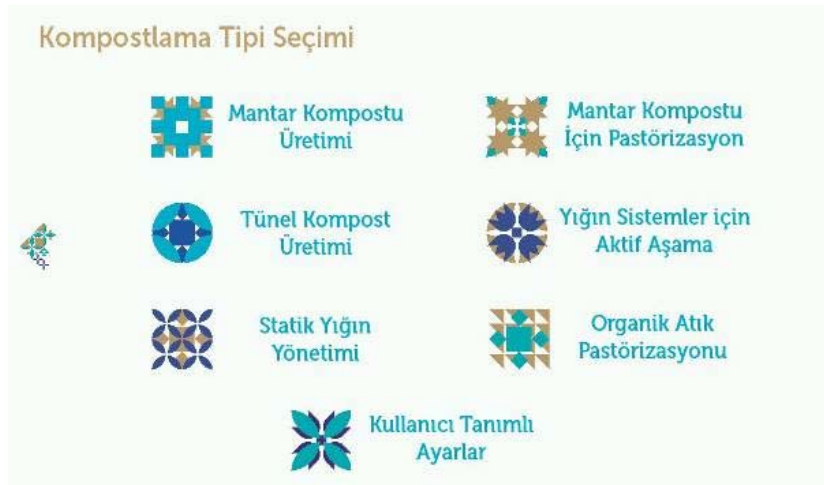 Kompostlama Tipi Seçimi
Mantar Kompostu
Üretimi
Mantar Kompostu
İçin Pastörizasyon
Tünel Kompost
Üretimi
Yığın Sistemler için
Aktif Aşama
Statik Yığın
Yönetimi
Organik Atık
Pastörizasyonu
Kullanıcı Tanımlı
Ayarlar